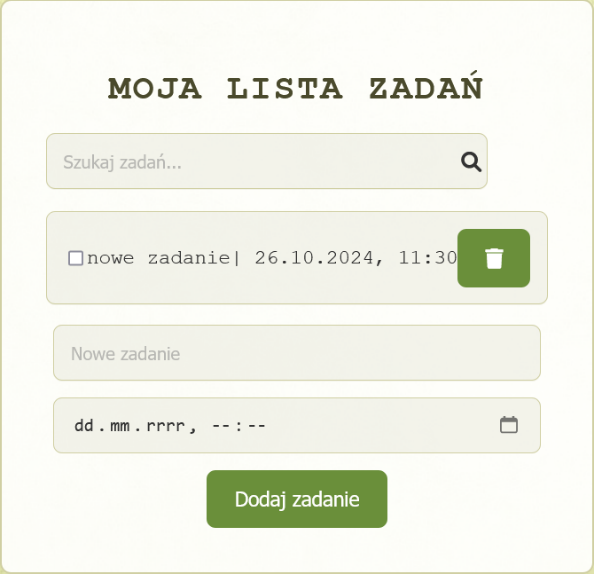 MOJA LISTA ZADAŃ
Szukaj zadań...
nowe zadanie| 26.10.2024, 11:30
Nowe zadanie
dd.mm.rrrr, --:--
Dodaj zadanie